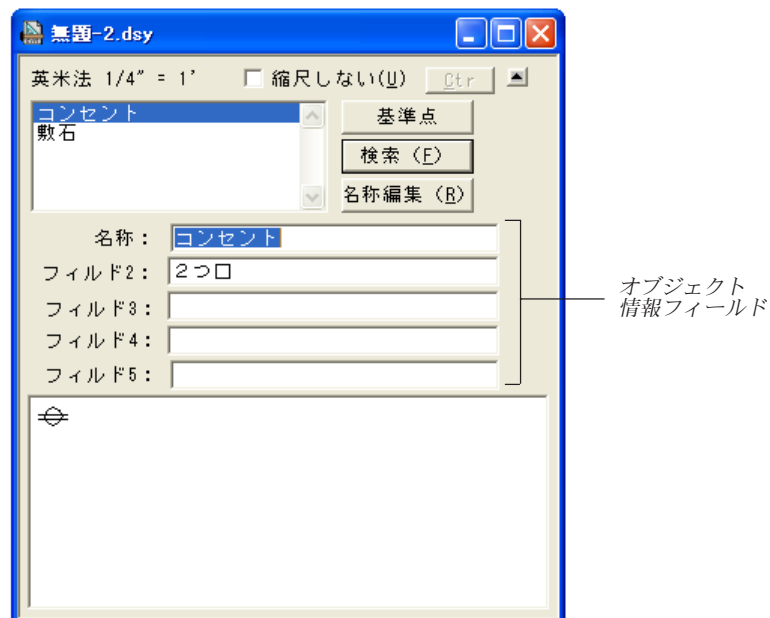 無題-2.dsy
英米法 1/4" = 1' 縮尺しない(U) Ctr
コンセント
敷石
基準点
検索 (F)
名称編集 (R)
名称： コンセント
フィルド2： 2つ口
フィルド3：
フィルド4：
フィルド5：
オブジェクト
情報フィールド